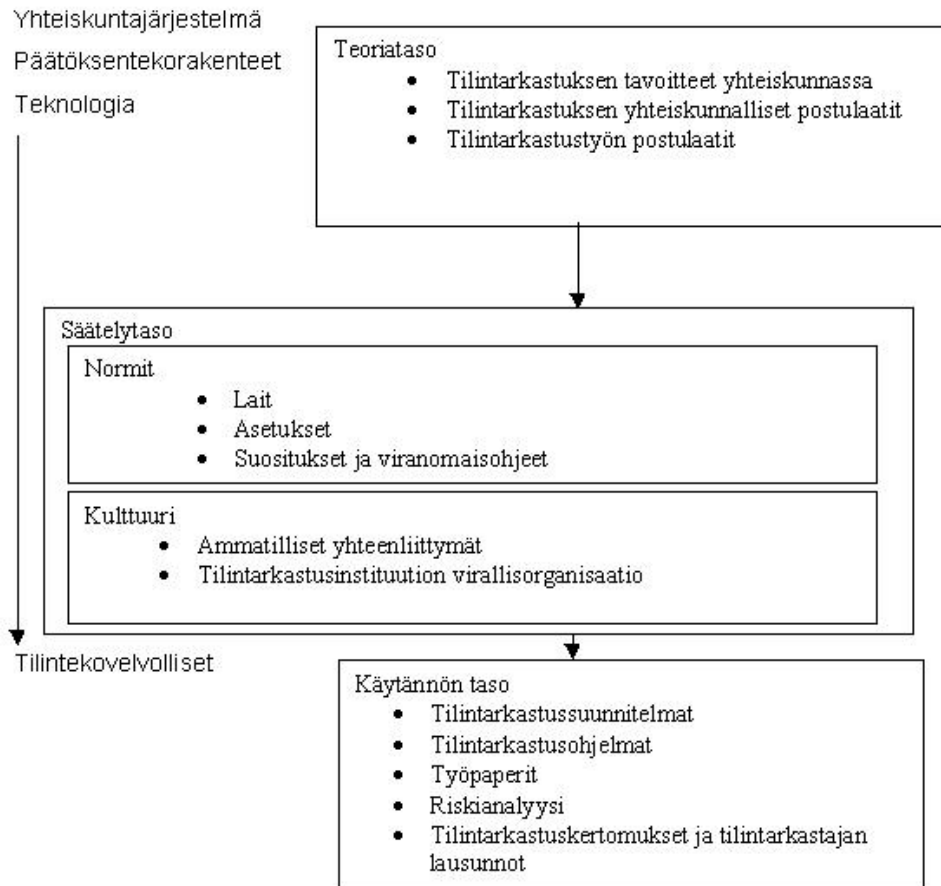 Yhteiskuntajärjestelmä
Päätöksentekorakenteet
Teknologia
Teoriataso
• Tilintarkastuksen tavoitteet yhteiskunnassa
• Tilintarkastuksen yhteiskunnalliset postulaatit
• Tilintarkastustyön postulaatit
Säätelytaso
Normit
• Lait
• Asetukset
• Suositukset ja viranomaisohjeet
Kulttuuri
• Ammatilliset yhteenliittymät
• Tilintarkastusinstituution virallisorganisaatio
Tilintekovelvolliset
Käytännön taso
• Tilintarkastussuunnitelmat
• Tilintarkastusohjelmat
• Työpaperit
• Riskianalyysi
• Tilintarkastuskertomukset ja tilintarkastajan
lausunnot